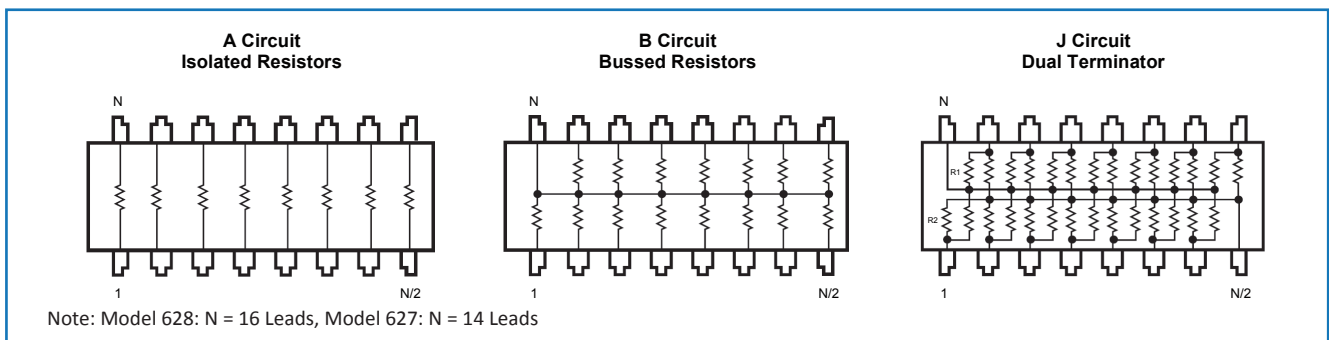 A Circuit
Isolated Resistors
B Circuit
Bussed Resistors
J Circuit
Dual Terminator
N
N
N
R1
R2
1
N/2
1
N/2
1
N/2
Note: Model 628: N = 16 Leads, Model 627: N = 14 Leads